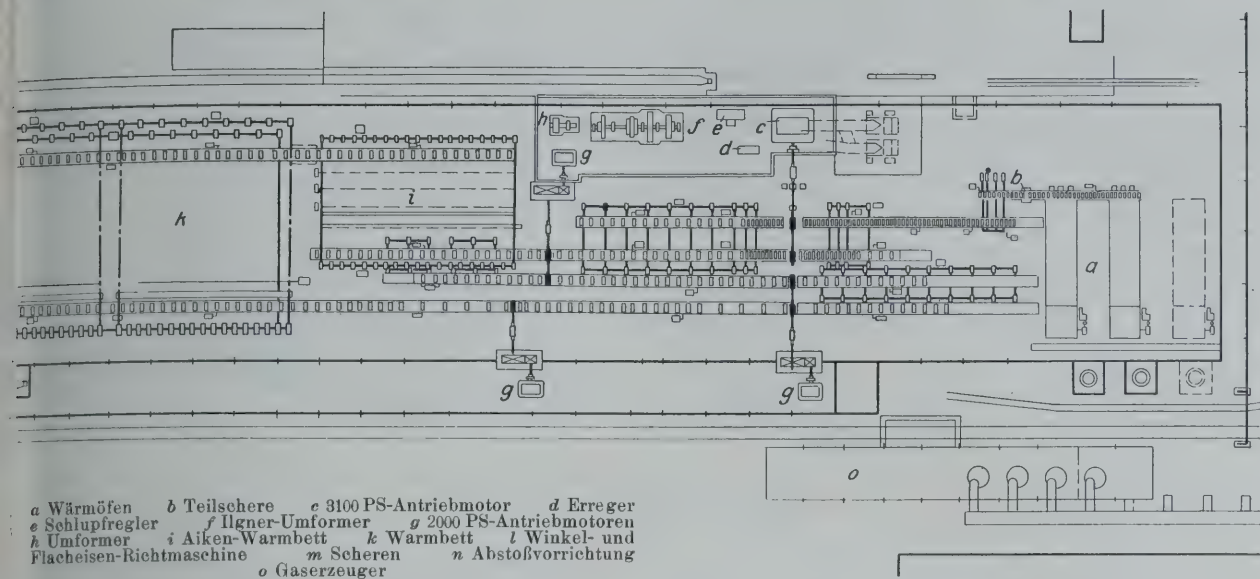 h
f
e
c
d
g
b
i
k
a
g
g
o
a Wärmöfen b Teilschere c 3100 PS-Antriebmotor d Erreger
e Schlupfregler f Ilgner-Umformer g 2000 PS-Antriebmotoren
h Umformer i Aiken-Warmbett k Warmbett l Winkel- und
Flacheisen-Richtmaschine m Scheren n Abstoßvorrichtung
o Gaserzeuger